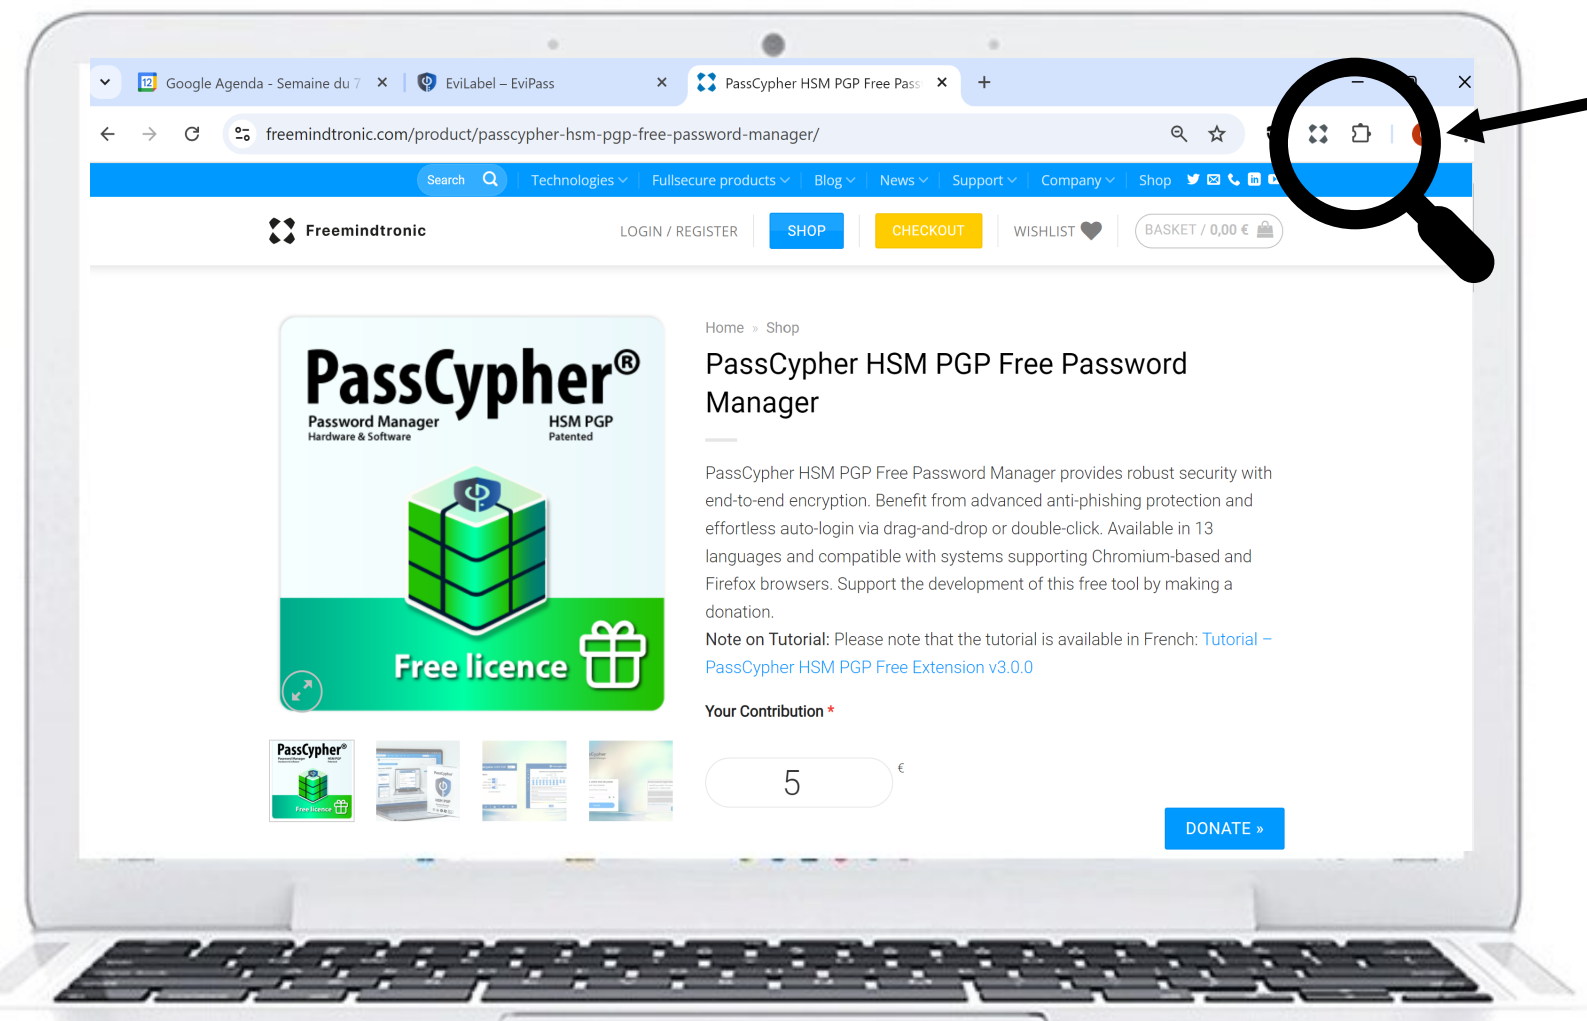 12 Google Agenda - Semaine du 7
EviLabel – EviPass
PassCypher HSM PGP Free Pass
freemindtronic.com/product/passcypher-hsm-pgp-free-password-manager/
Search Technologies Fullsecure products Blog News Support Company Shop
Freemindtronic
LOGIN / REGISTER SHOP CHECKOUT WISHLIST BASKET / 0,00 €
PassCypher®
Password Manager HSM PGP
Hardware & Software Patented
Free licence
Home » Shop
PassCypher HSM PGP Free Password
Manager
PassCypher HSM PGP Free Password Manager provides robust security with
end-to-end encryption. Benefit from advanced anti-phishing protection and
effortless auto-login via drag-and-drop or double-click. Available in 13
languages and compatible with systems supporting Chromium-based and
Firefox browsers. Support the development of this free tool by making a
donation.
Note on Tutorial: Please note that the tutorial is available in French: Tutorial –
PassCypher HSM PGP Free Extension v3.0.0
Your Contribution *
5 €
DONATE »
PassCypher®
Free licence